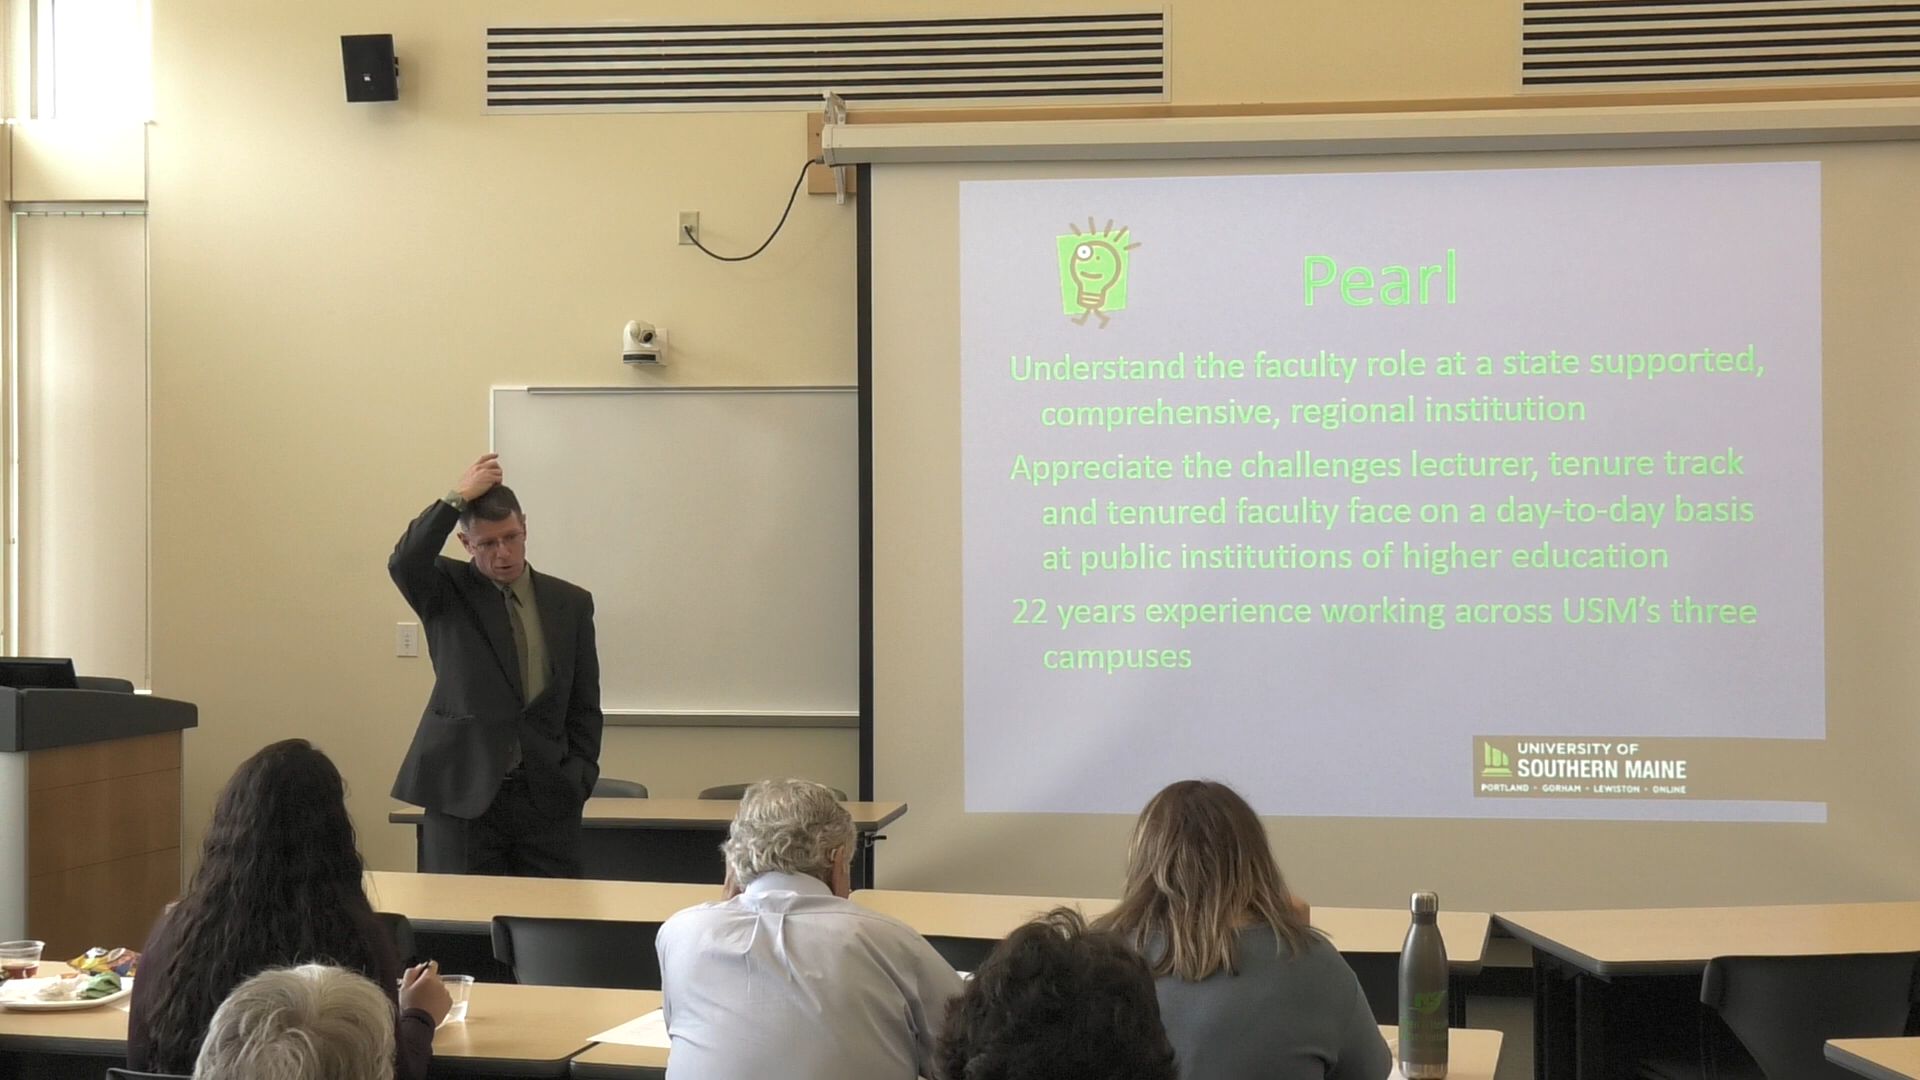 Pearl
Understand the faculty role at a state supported,
comprehensive, regional institution
Appreciate the challenges lecturer, tenure track
and tenured faculty face on a day-to-day basis
at public institutions of higher education
22 years experience working across USM's three
campuses
UNIVERSITY OF
SOUTHERN MAINE
PORTLAND • GORHAM • LEWISTON • ONLINE